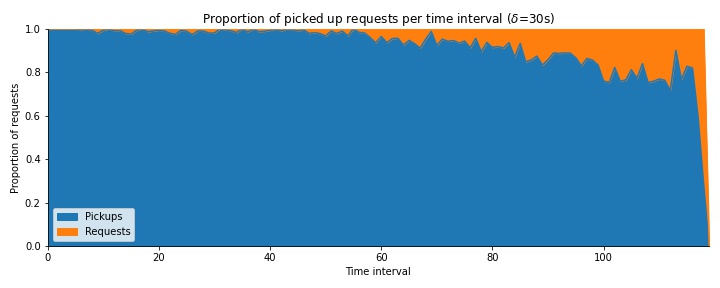 Proportion of picked up requests per time interval (δ=30s)
Proportion of requests
1.0
0.8
0.6
0.4
0.2
0.0
Pickups
Requests
0 20 40 60 80 100
Time interval